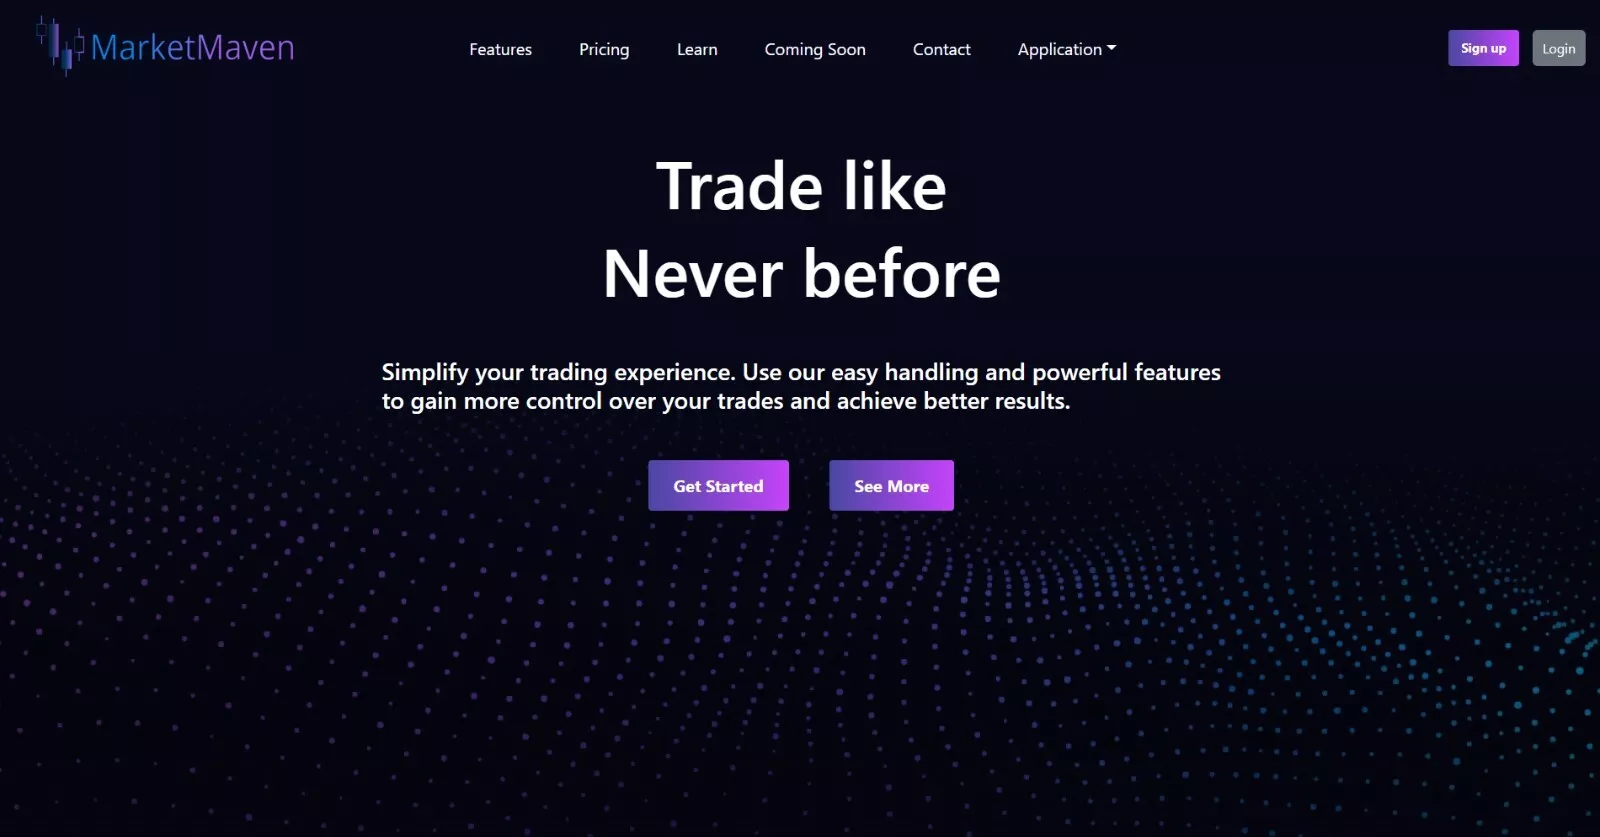 MarketMaven
Features
Pricing
Learn
Coming Soon
Contact
Application
Sign up
Login
Trade like
Never before
Simplify your trading experience. Use our easy handling and powerful features
to gain more control over your trades and achieve better results.
Get Started
See More